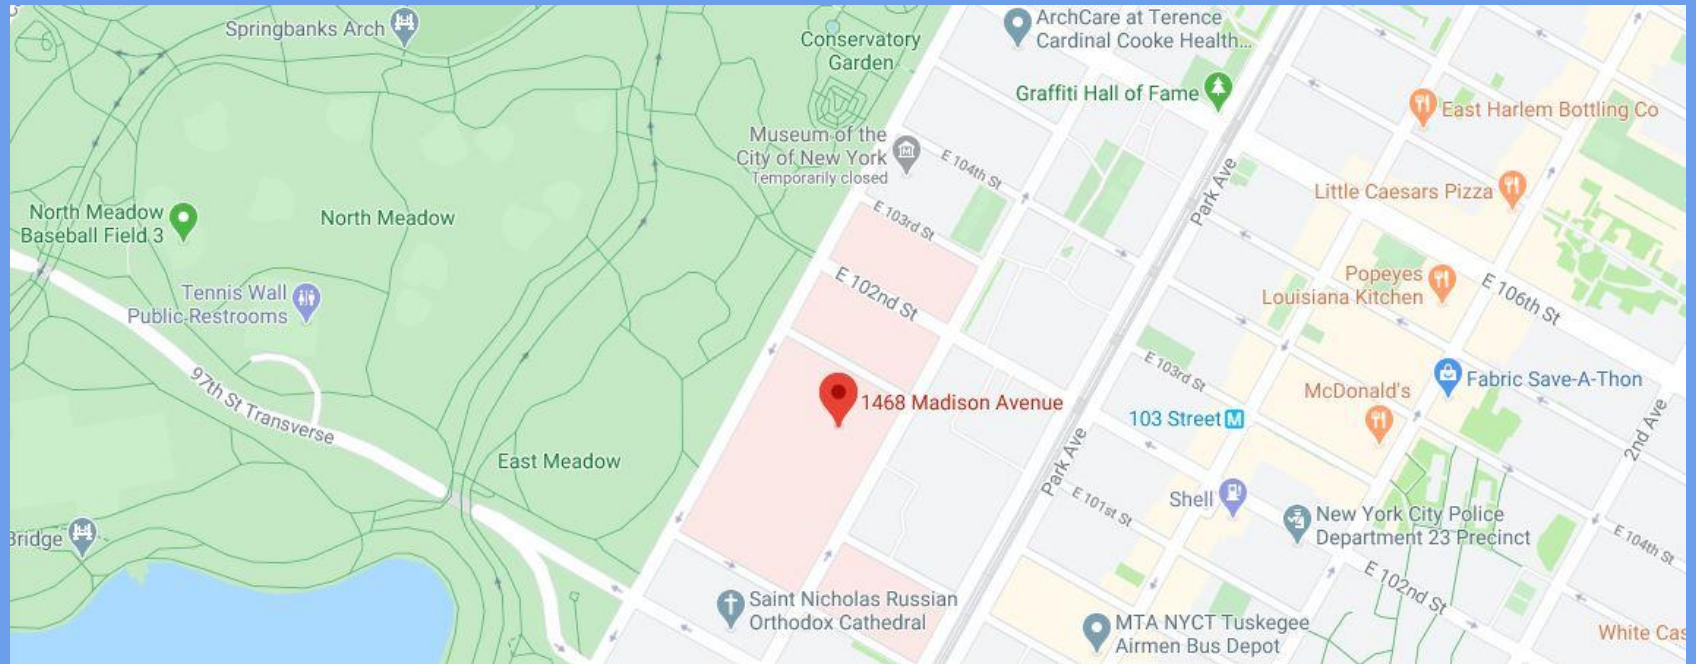 Springbanks Arch
Conservatory
Garden
ArchCare at Terence
Cardinal Cooke Health...
Graffiti Hall of Fame
East Harlem Bottling Co
Museum of the
City of New York
Temporarily closed
E 104th St
Park Ave
Little Caesars Pizza
North Meadow
Baseball Field 3
North Meadow
E 103rd St
E 102nd St
Popeyes
Louisiana Kitchen
E 106th St
Tennis Wall
Public Restrooms
97th St Transverse
1468 Madison Avenue
E 103rd St
McDonald's
Fabric Save-A-Thon
103 Street M
2nd Ave
East Meadow
Park Ave
E 101st St
Shell
New York City Police
Department 23 Precinct
E 104th St
Bridge
E 102nd St
Saint Nicholas Russian
Orthodox Cathedral
MTA NYCT Tuskegee
Airmen Bus Depot
White Cas